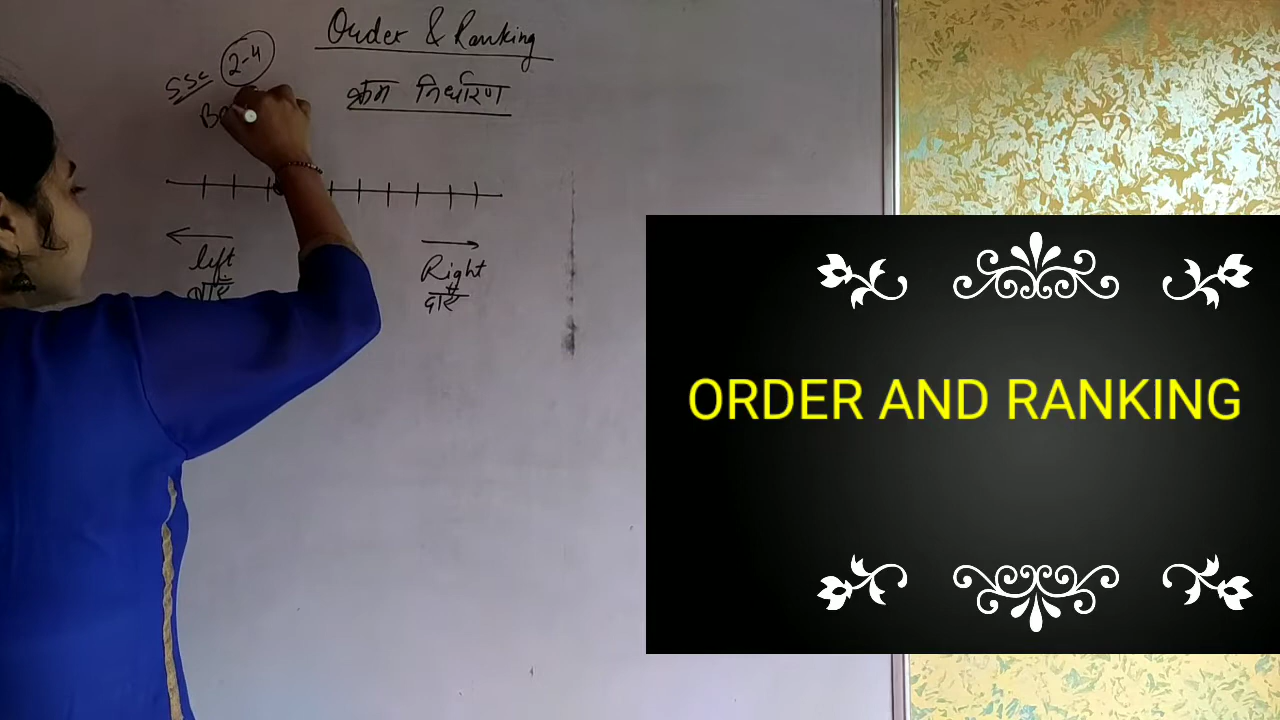 Order & Ranking
SSC 2-4
क्रम निर्धारण
left
Right
दाएं
ORDER AND RANKING